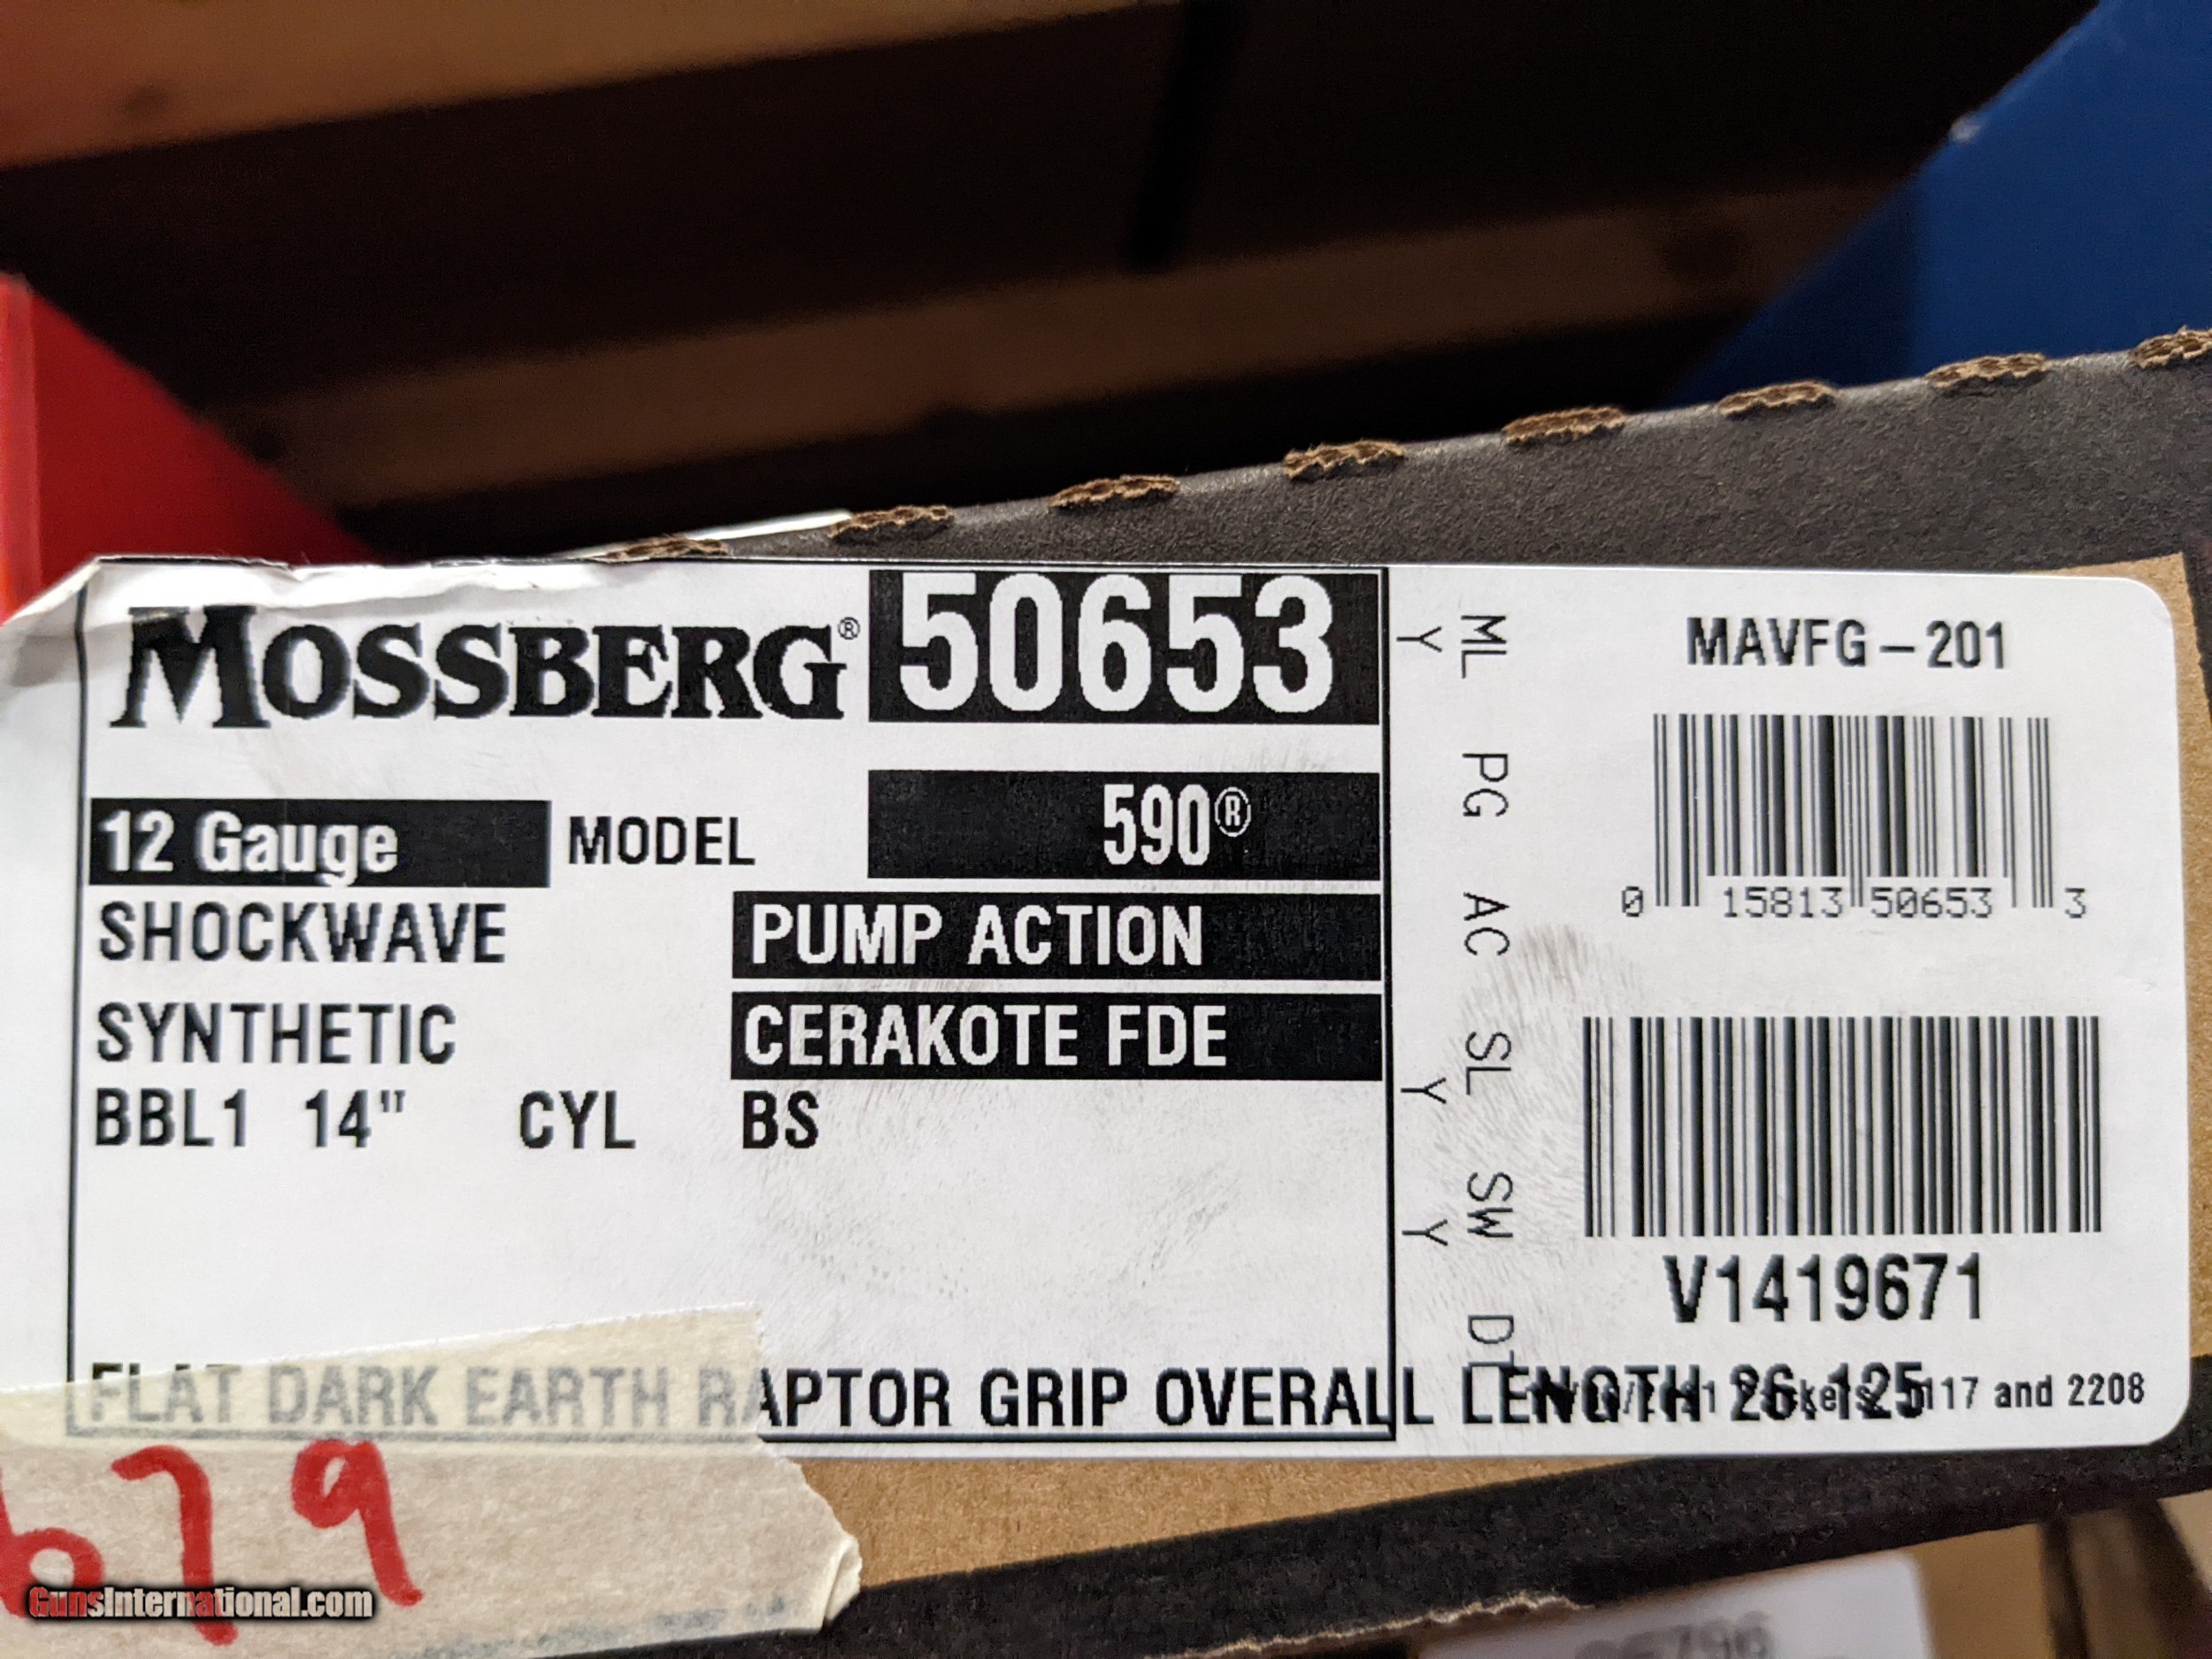 MOSSBERG® 50653
12 Gauge MODEL 590®
SHOCKWAVE PUMP ACTION
SYNTHETIC CERAKOTE FDE
BBL1 14" CYL BS
FLAT DARK EARTH RAPTOR GRIP OVERALL LENGTH 26.125
ML PG AC SL SW DT
Y Y Y
MAVFG-201
0 15813 50653 3
V1419671
and 2208
679
GunsInternational.com